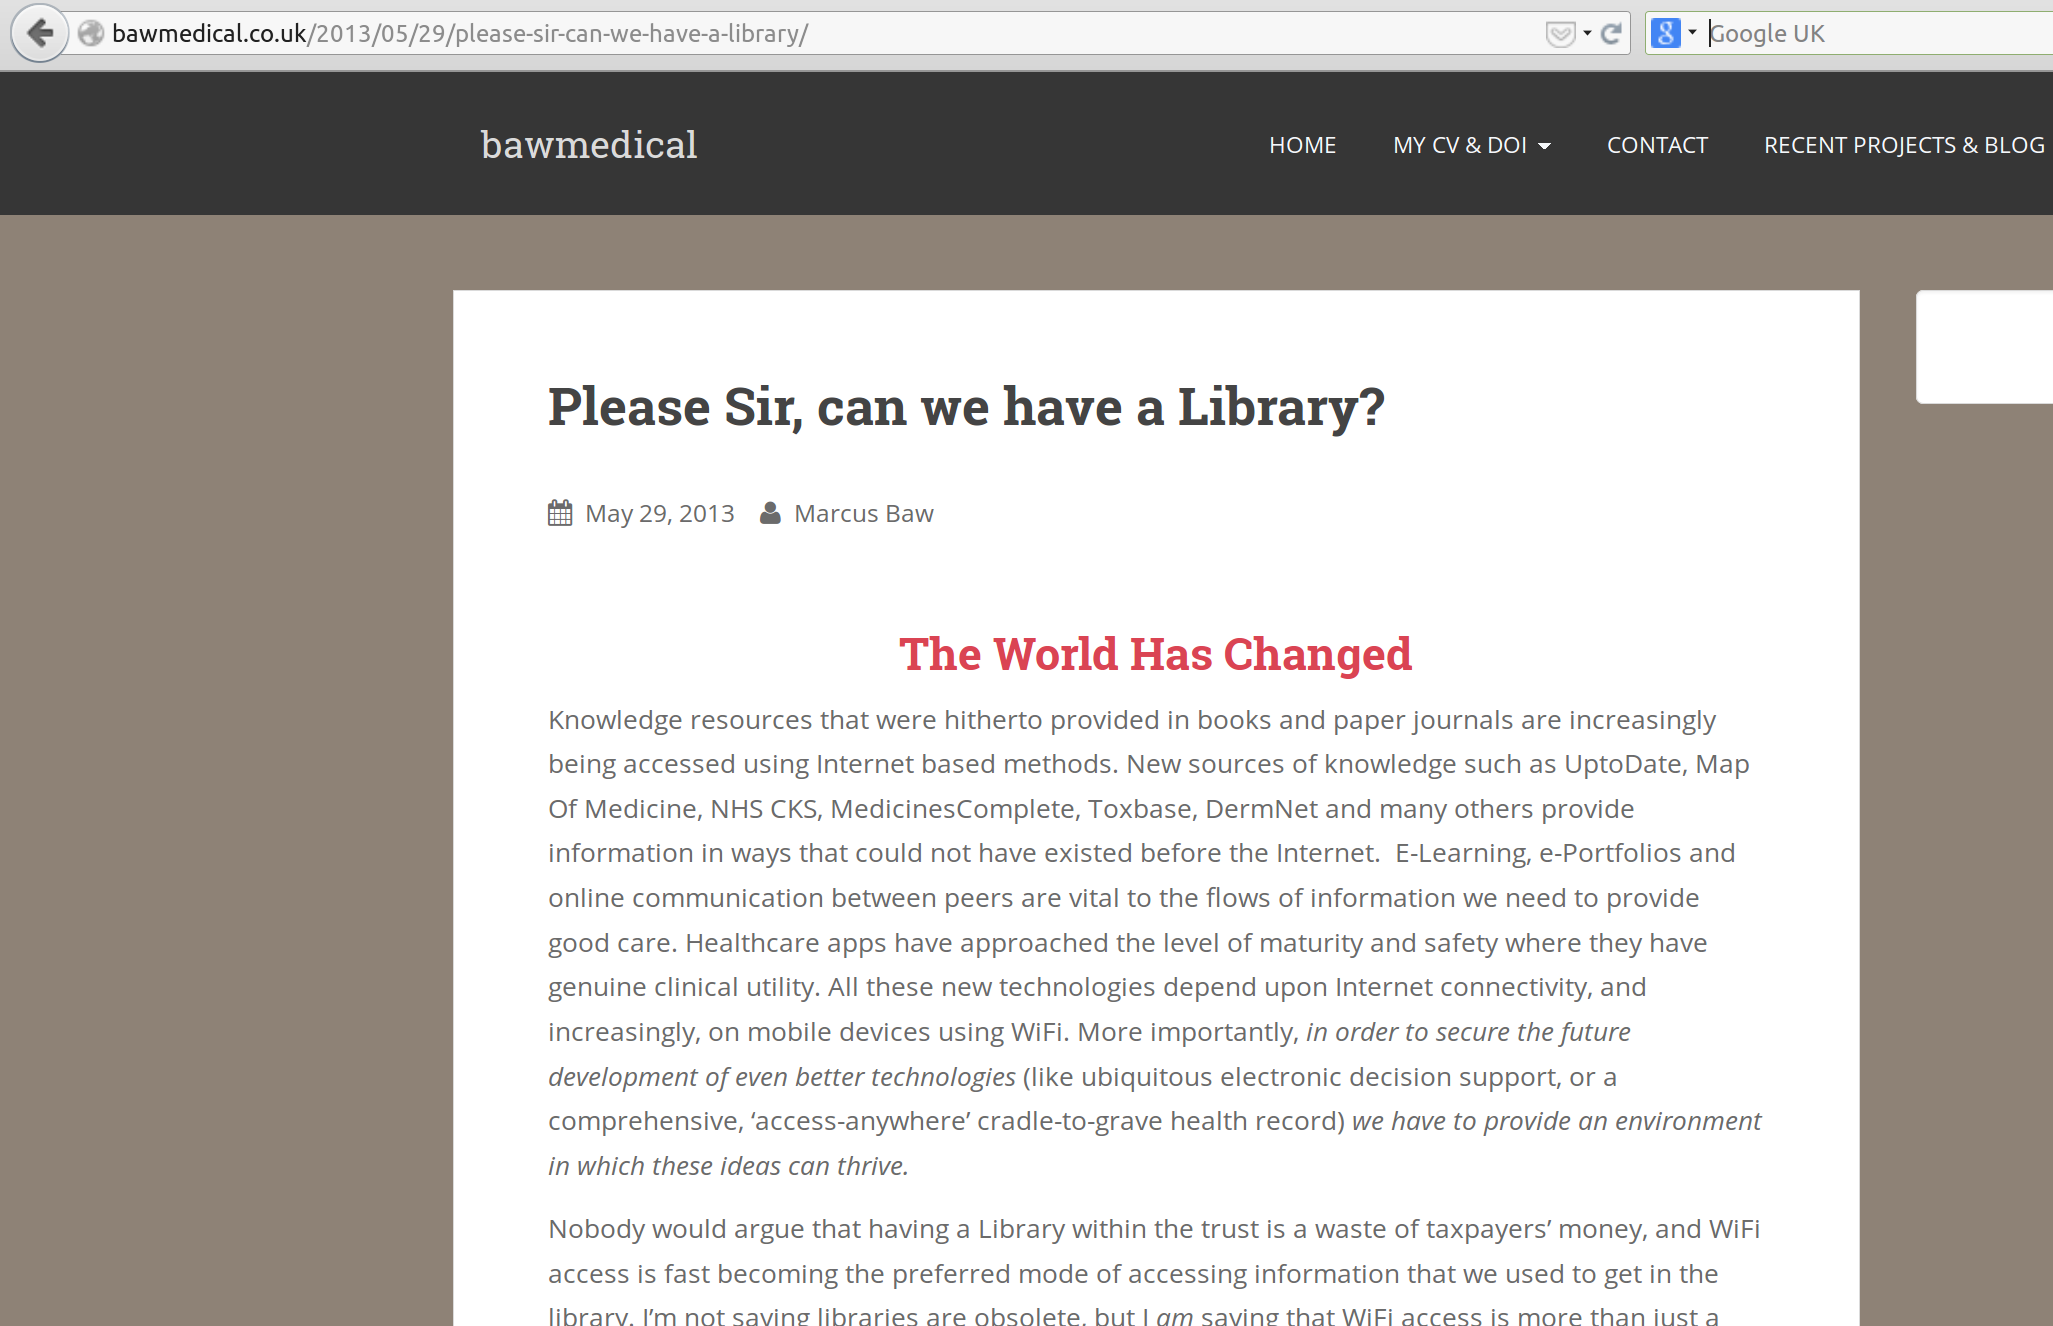 bawmedical.co.uk/2013/05/29/please-sir-can-we-have-a-library/
Google UK
bawmedical
HOME
MY CV & DOI
CONTACT
RECENT PROJECTS & BLOG
Please Sir, can we have a Library?
May 29, 2013
Marcus Baw
The World Has Changed
Knowledge resources that were hitherto provided in books and paper journals are increasingly
being accessed using Internet based methods. New sources of knowledge such as UptoDate, Map
Of Medicine, NHS CKS, MedicinesComplete, Toxbase, DermNet and many others provide
information in ways that could not have existed before the Internet.  E-Learning, e-Portfolios and
online communication between peers are vital to the flows of information we need to provide
good care. Healthcare apps have approached the level of maturity and safety where they have
genuine clinical utility. All these new technologies depend upon Internet connectivity, and
increasingly, on mobile devices using WiFi. More importantly, in order to secure the future
development of even better technologies (like ubiquitous electronic decision support, or a
comprehensive, ‘access-anywhere’ cradle-to-grave health record) we have to provide an environment
in which these ideas can thrive.
Nobody would argue that having a Library within the trust is a waste of taxpayers’ money, and WiFi
access is fast becoming the preferred mode of accessing information that we used to get in the
library. I’m not saying libraries are obsolete, but I am saying that WiFi access is more than just a